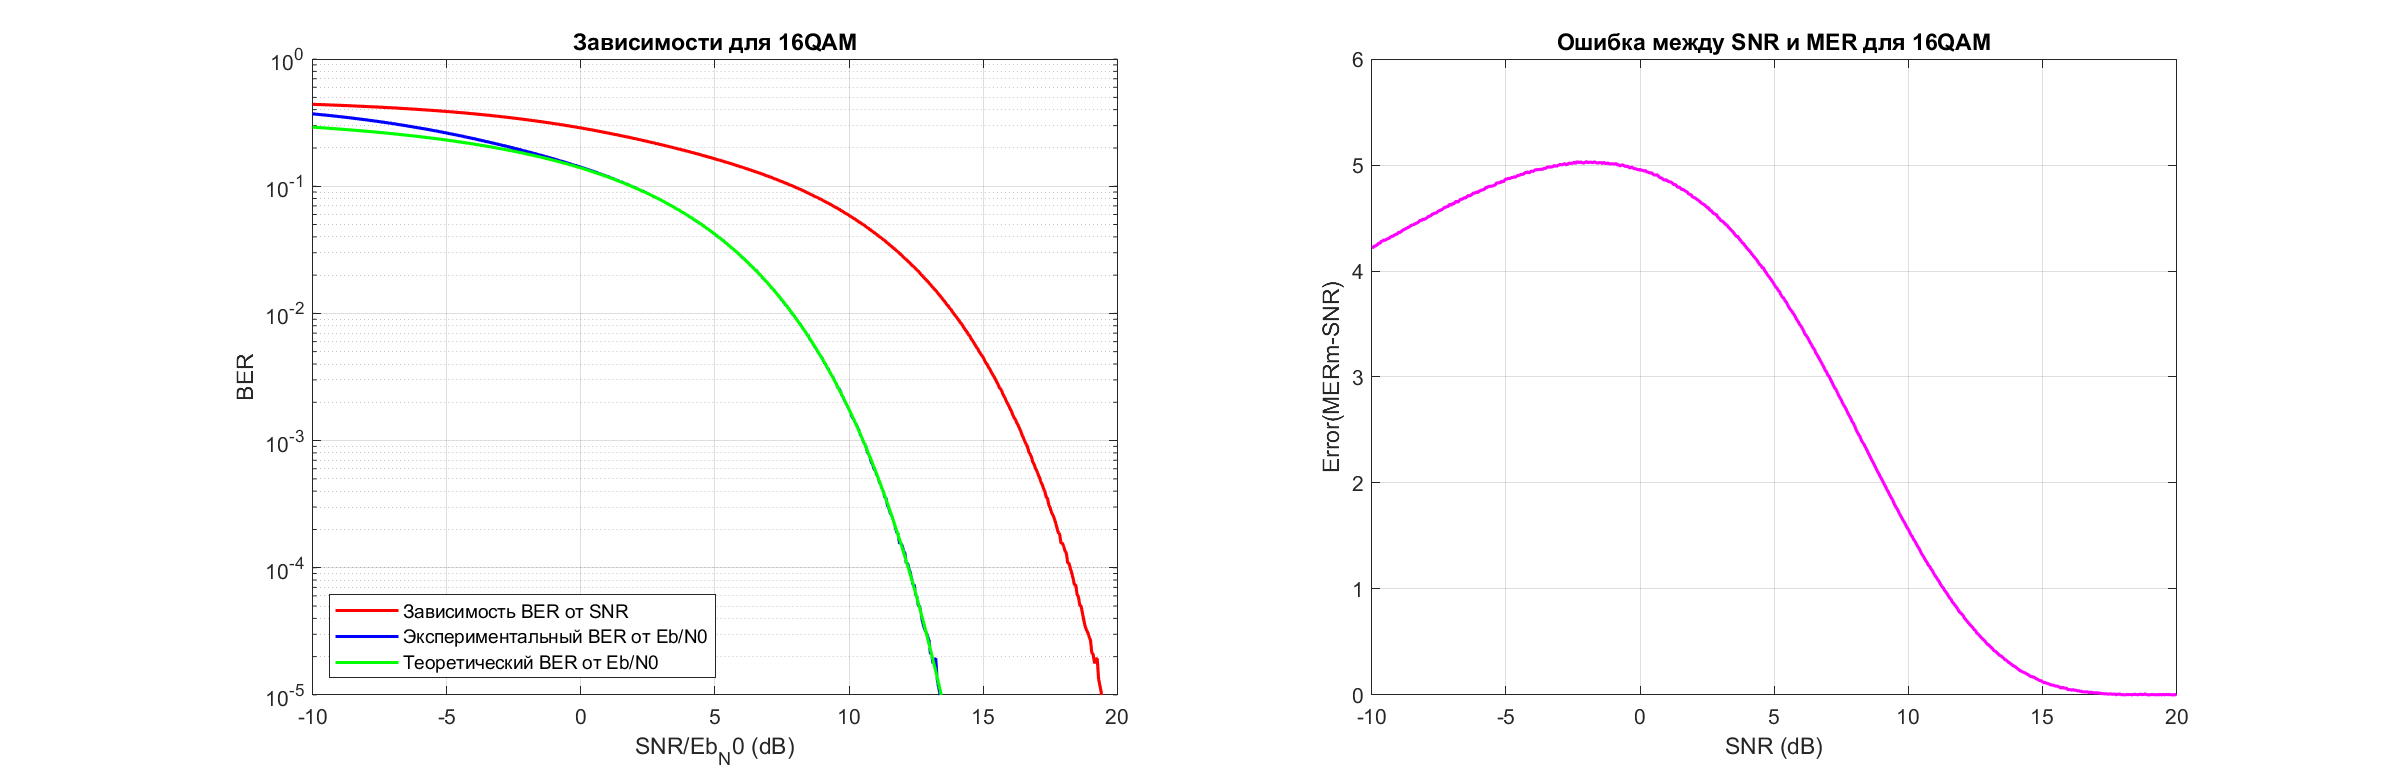 Зависимости для 16QAM
10^0
10^-1
10^-2
10^-3
10^-4
10^-5
BER
Зависимость BER от SNR
Экспериментальный BER от Eb/N0
Теоретический BER от Eb/N0
-10 -5 0 5 10 15 20
SNR/Eb_N0 (dB)
Ошибка между SNR и MER для 16QAM
6
5
4
3
2
1
0
Error(MERm-SNR)
-10 -5 0 5 10 15 20
SNR (dB)